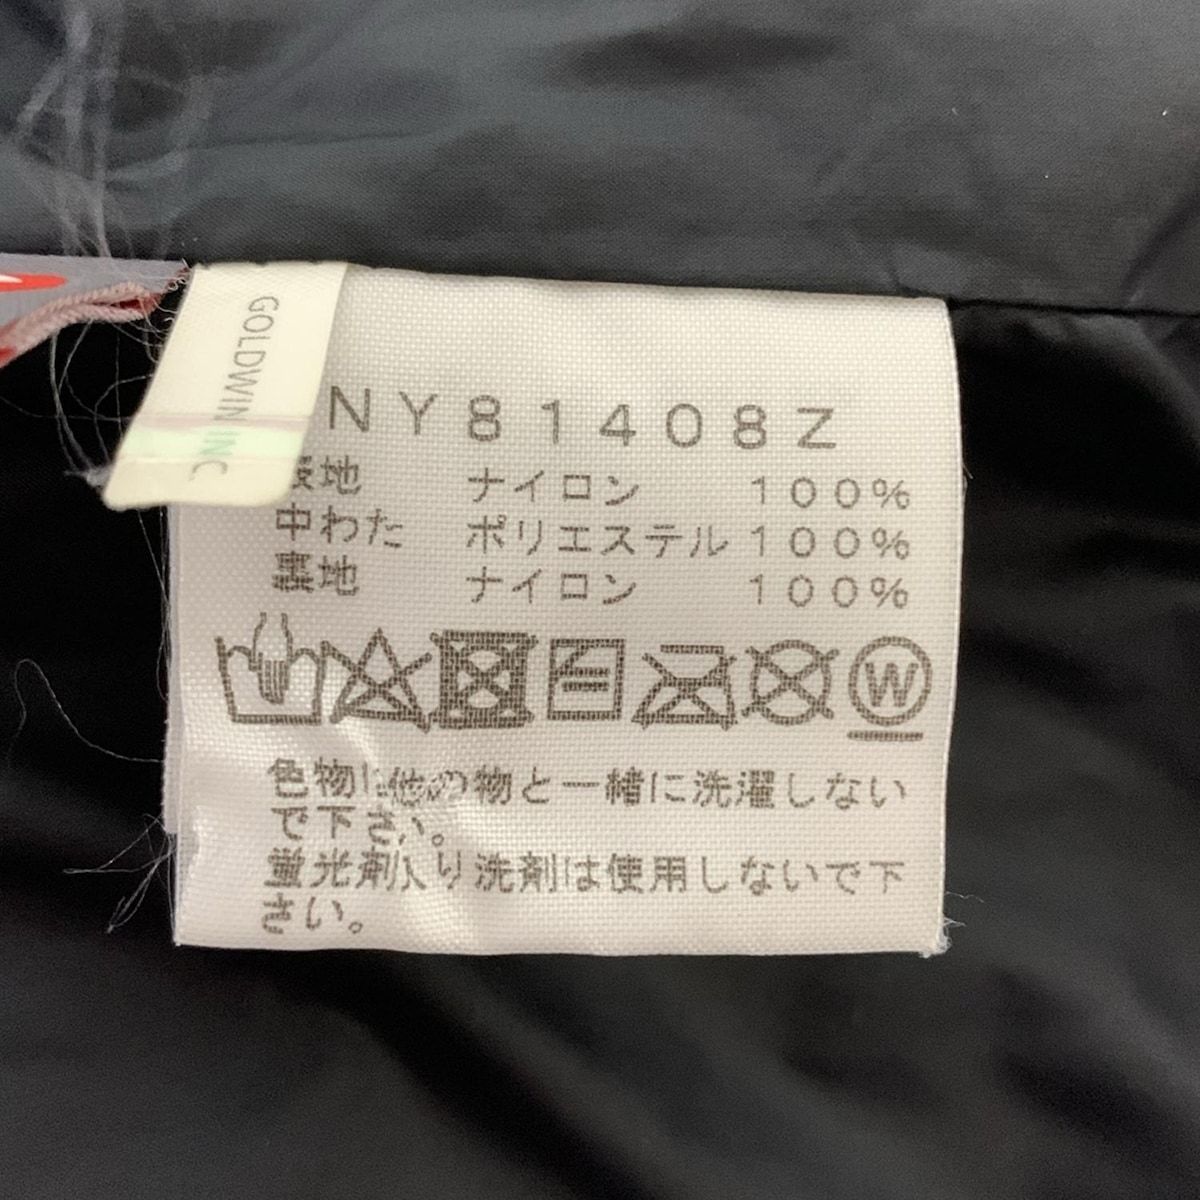 GOLDWIN INC.
NY81408Z
表地 ナイロン 100%
中わた ポリエステル 100%
裏地 ナイロン 100%
W
色物は他の物と一緒に洗濯しない
で下さい。
蛍光剤入り洗剤は使用しないで下
さい。